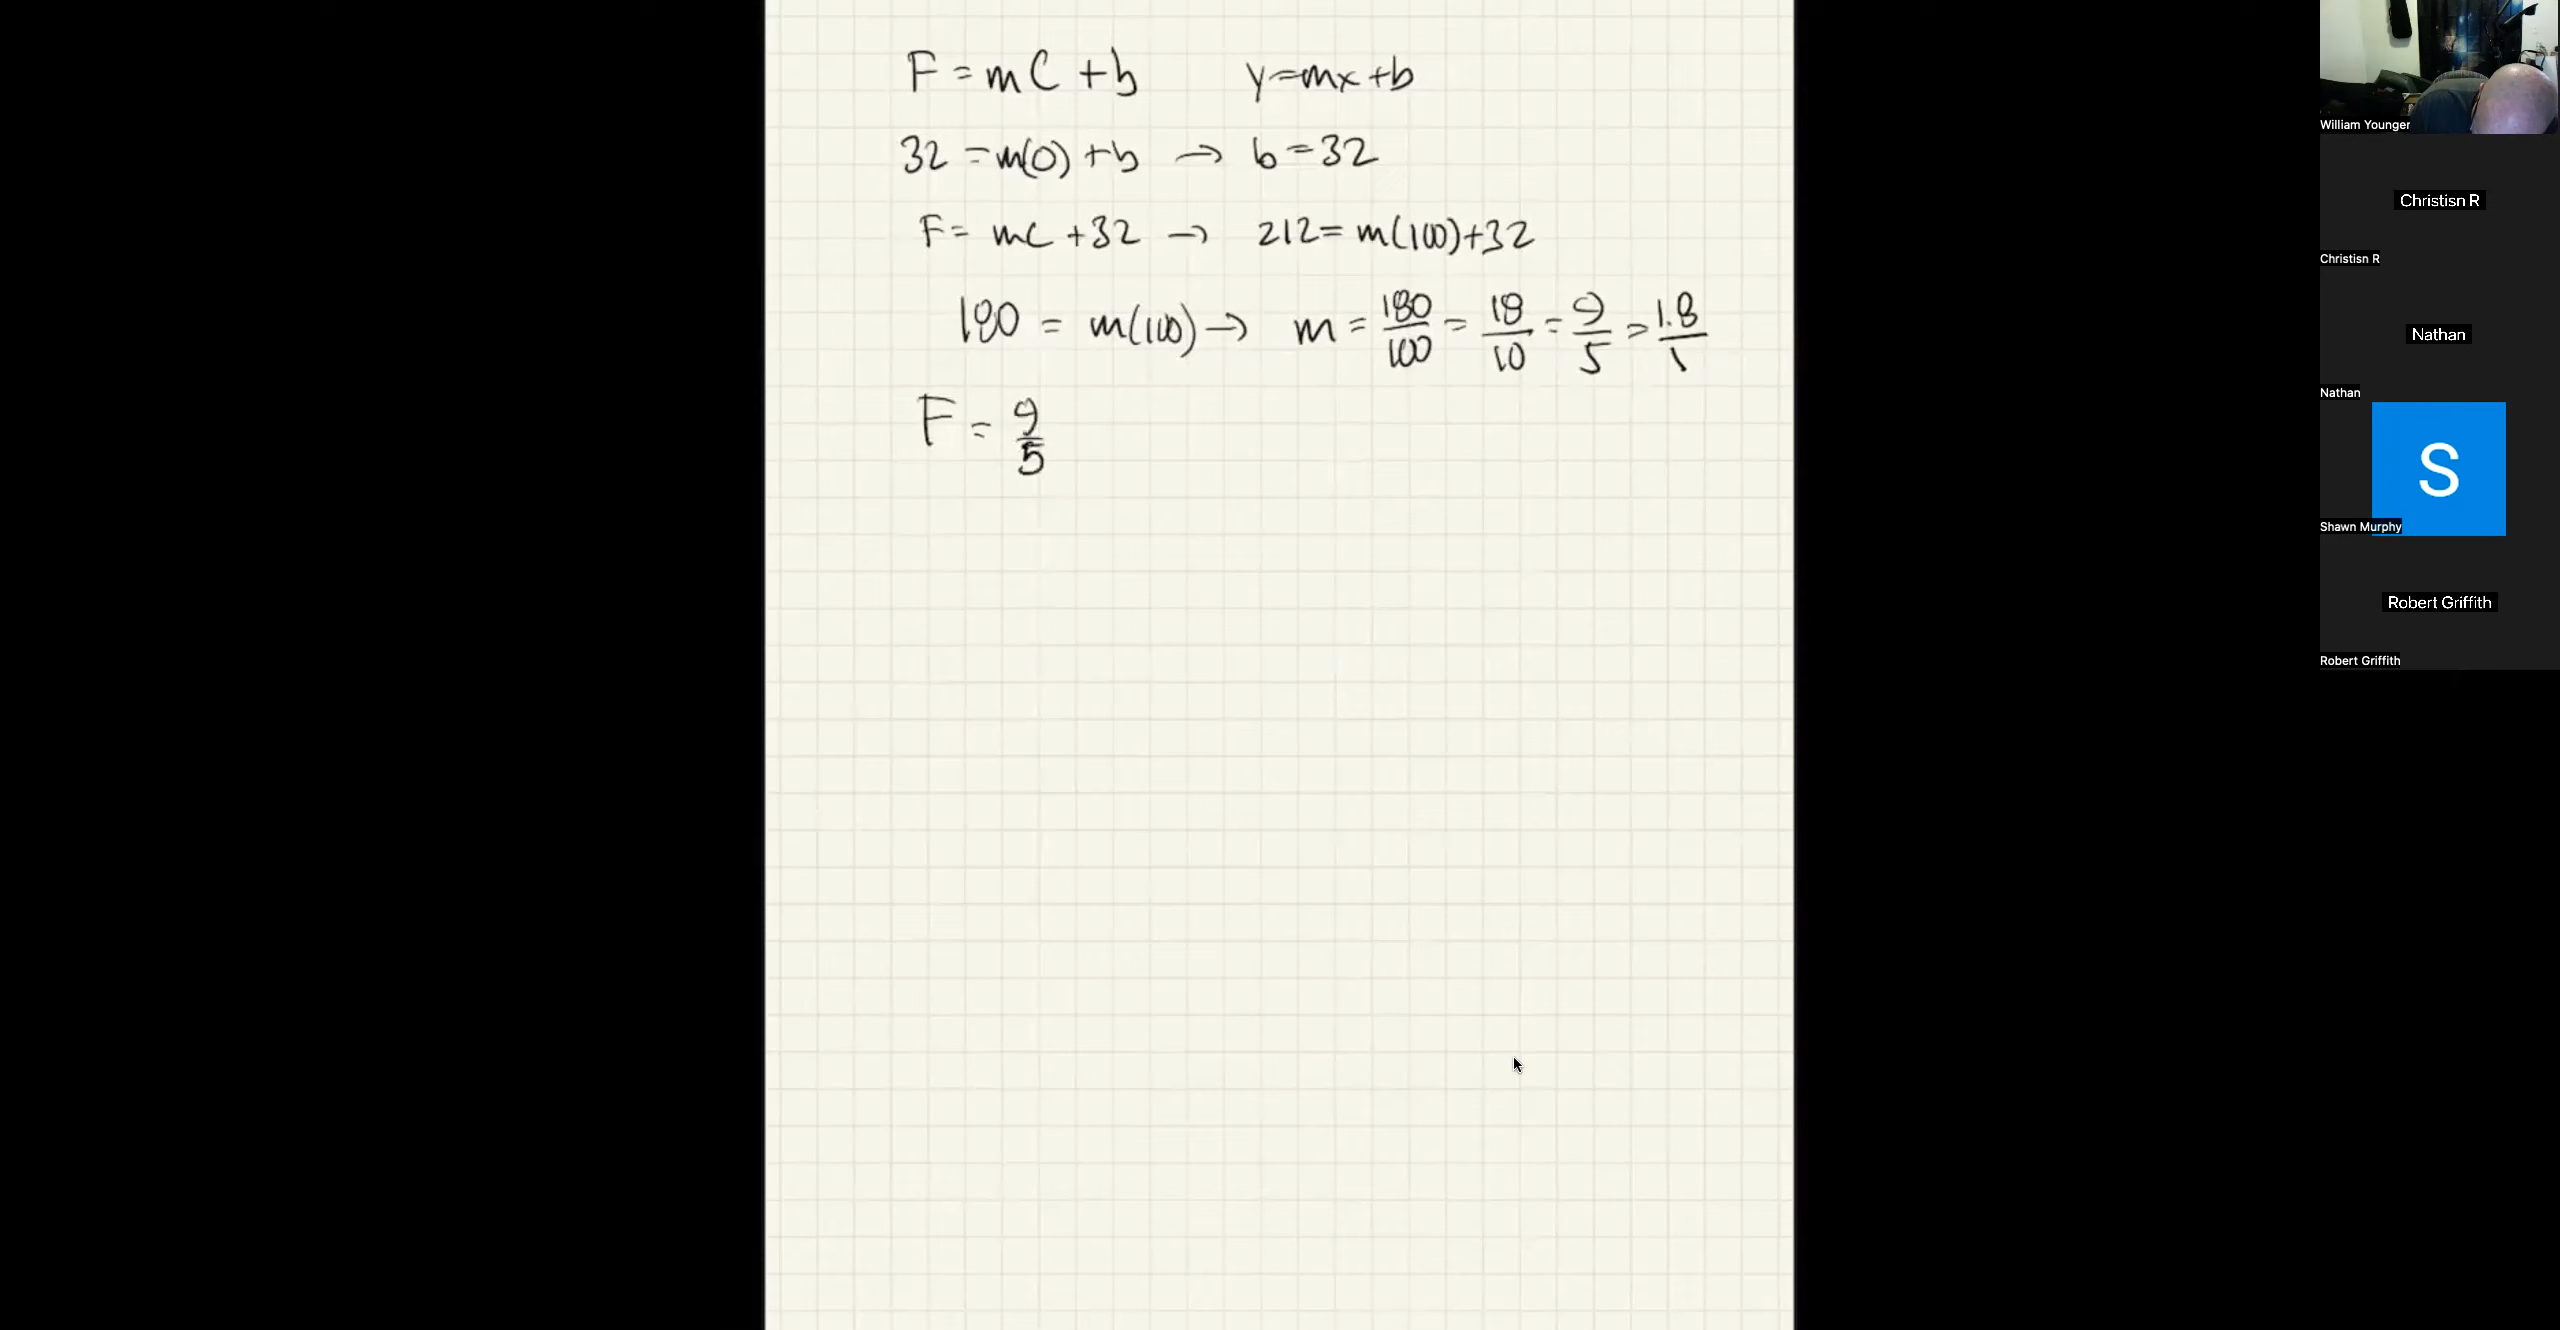 F = mC + b y=mx+b
32 = m(0) + b → b = 32
F = mC + 32 → 212 = m(100)+32
180 = m(100) → m = 180/100 = 18/10 = 9/5 = 1.8/1
F = 9/5
William Younger
Christisn R
Christisn R
Nathan
Nathan
S
Shawn Murphy
Robert Griffith
Robert Griffith